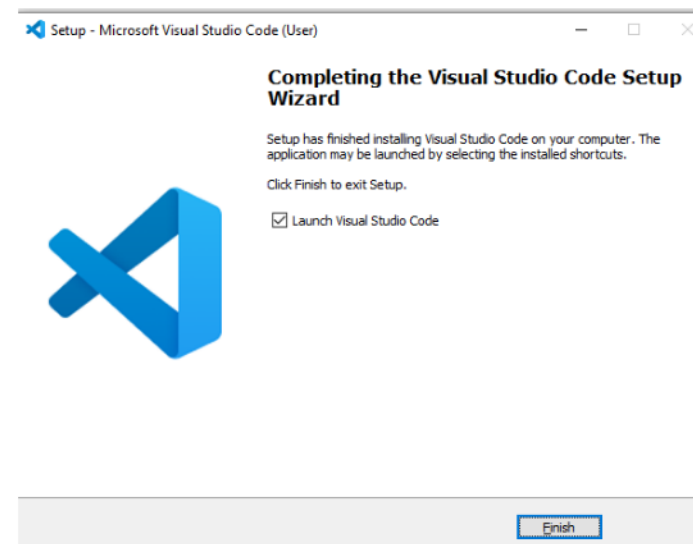 Setup - Microsoft Visual Studio Code (User)
Completing the Visual Studio Code Setup
Wizard
Setup has finished installing Visual Studio Code on your computer. The
application may be launched by selecting the installed shortcuts.
Click Finish to exit Setup.
Launch Visual Studio Code
Finish